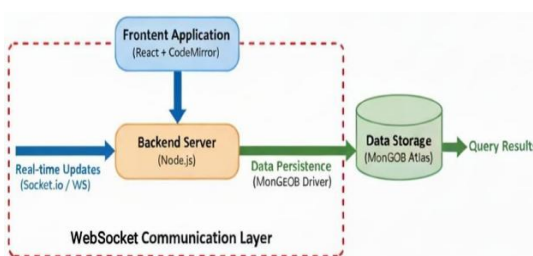 Frontent Application
(React + CodeMirror)
Backend Server
(Node.js)
Real-time Updates
(Socket.io / WS)
Data Persistence
(MonGEOB Driver)
Data Storage
(MonGOB Atlas)
Query Results
WebSocket Communication Layer